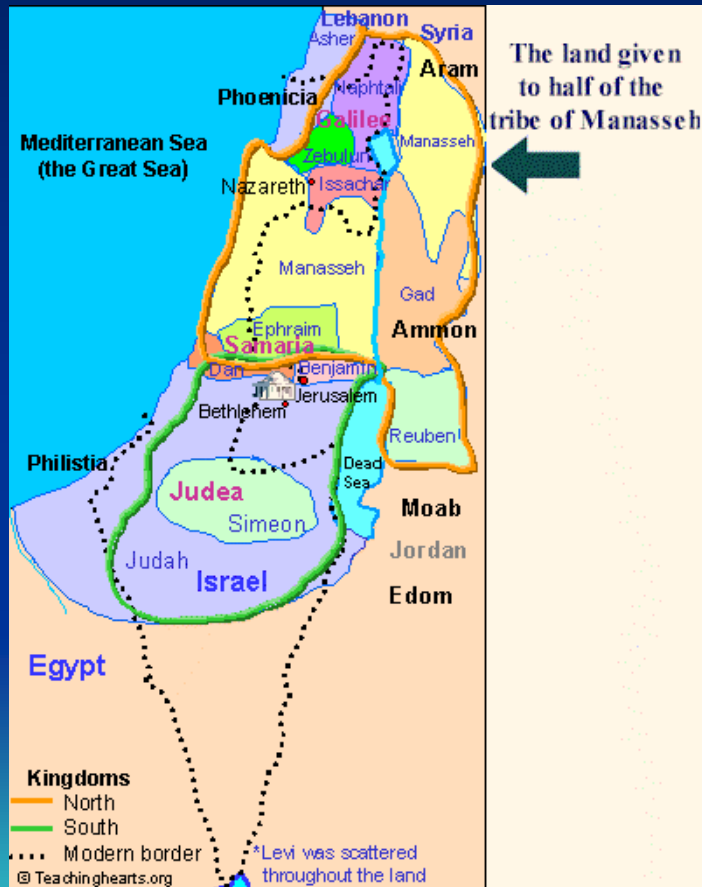 Lebanon
Syria
Asher
Aram
The land given
to half of the
tribe of Manasseh
Naphtali
Phoenicia
Galilee
Mediterranean Sea
(the Great Sea)
Manasseh
Zebulun
Nazareth
Issachar
Manasseh
Gad
Ephraim
Ammon
Samaria
Dan
Benjamin
Jerusalem
Bethlehem
Reuben
Philistia
Dead
Sea
Judea
Simeon
Moab
Jordan
Judah
Israel
Edom
Egypt
Kingdoms
North
South
Modern border
© Teachinghearts.org
*Levi was scattered
throughout the land